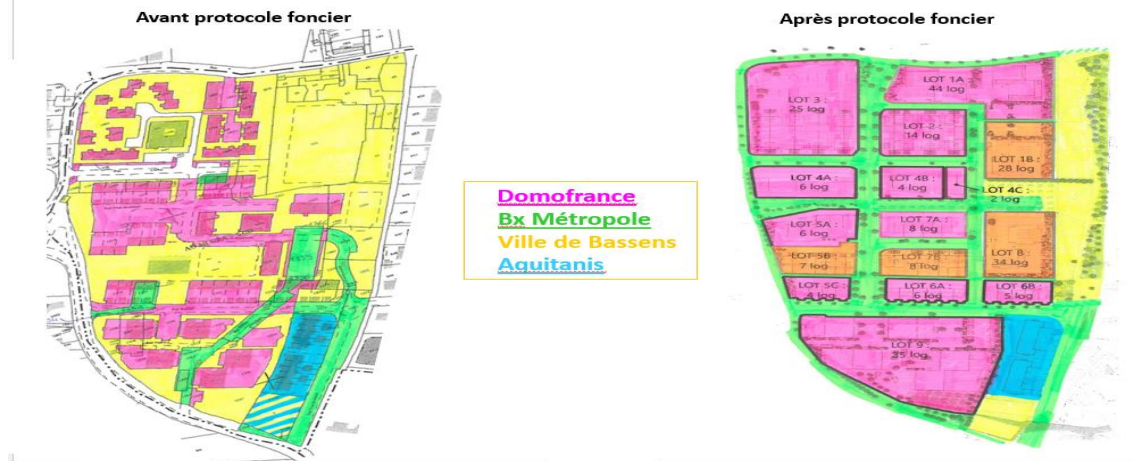 Avant protocole foncier
Après protocole foncier
Domofrance
Bx Métropole
Ville de Bassens
Aquitanis
LOT 1A :
44 log
LOT 3 :
25 log
LOT 2 :
14 log
LOT 1B :
28 log
LOT 4A :
6 log
LOT 4B :
4 log
LOT 4C :
2 log
LOT 5A :
6 log
LOT 7A :
8 log
LOT 8 :
34 log
LOT 5B :
7 log
LOT 7B :
8 log
LOT 5C :
4 log
LOT 6A :
6 log
LOT 6B :
5 log
LOT 9 :